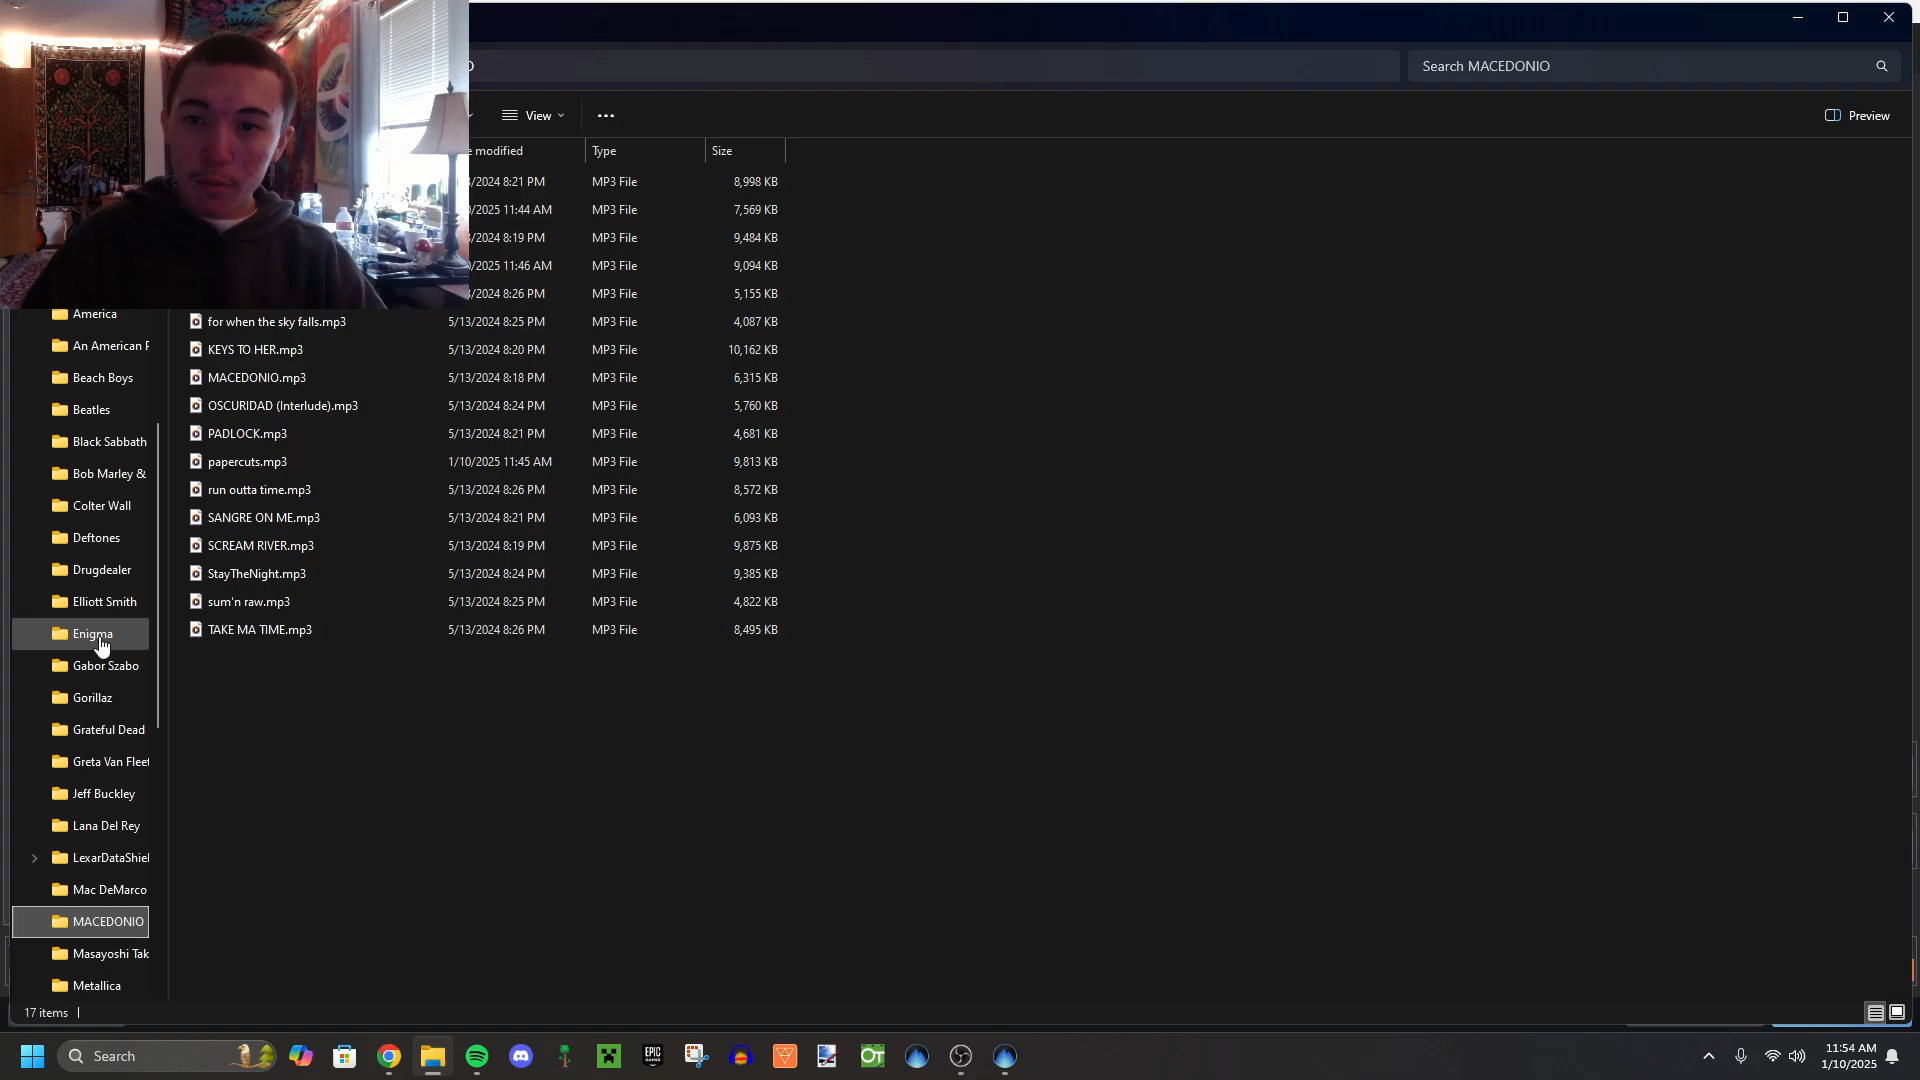 O
Search MACEDONIO
View
Preview
e modified
Type
Size
/2024 8:21 PM
MP3 File
8,998 KB
/2025 11:44 AM
MP3 File
7,569 KB
/2024 8:19 PM
MP3 File
9,484 KB
/2025 11:46 AM
MP3 File
9,094 KB
/2024 8:26 PM
MP3 File
5,155 KB
America
for when the sky falls.mp3
5/13/2024 8:25 PM
MP3 File
4,087 KB
An American P
KEYS TO HER.mp3
5/13/2024 8:20 PM
MP3 File
10,162 KB
Beach Boys
MACEDONIO.mp3
5/13/2024 8:18 PM
MP3 File
6,315 KB
Beatles
OSCURIDAD (Interlude).mp3
5/13/2024 8:24 PM
MP3 File
5,760 KB
Black Sabbath
PADLOCK.mp3
5/13/2024 8:21 PM
MP3 File
4,681 KB
Bob Marley &
papercuts.mp3
1/10/2025 11:45 AM
MP3 File
9,813 KB
Colter Wall
run outta time.mp3
5/13/2024 8:26 PM
MP3 File
8,572 KB
Deftones
SANGRE ON ME.mp3
5/13/2024 8:21 PM
MP3 File
6,093 KB
Drugdealer
SCREAM RIVER.mp3
5/13/2024 8:19 PM
MP3 File
9,875 KB
Elliott Smith
StayTheNight.mp3
5/13/2024 8:24 PM
MP3 File
9,385 KB
Enigma
sum'n raw.mp3
5/13/2024 8:25 PM
MP3 File
4,822 KB
Gabor Szabo
TAKE MA TIME.mp3
5/13/2024 8:26 PM
MP3 File
8,495 KB
Gorillaz
Grateful Dead
Greta Van Fleet
Jeff Buckley
Lana Del Rey
LexarDataShiel
Mac DeMarco
MACEDONIO
Masayoshi Tak
Metallica
17 items
Search
EPIC
GAMES
OT
11:54 AM
1/10/2025